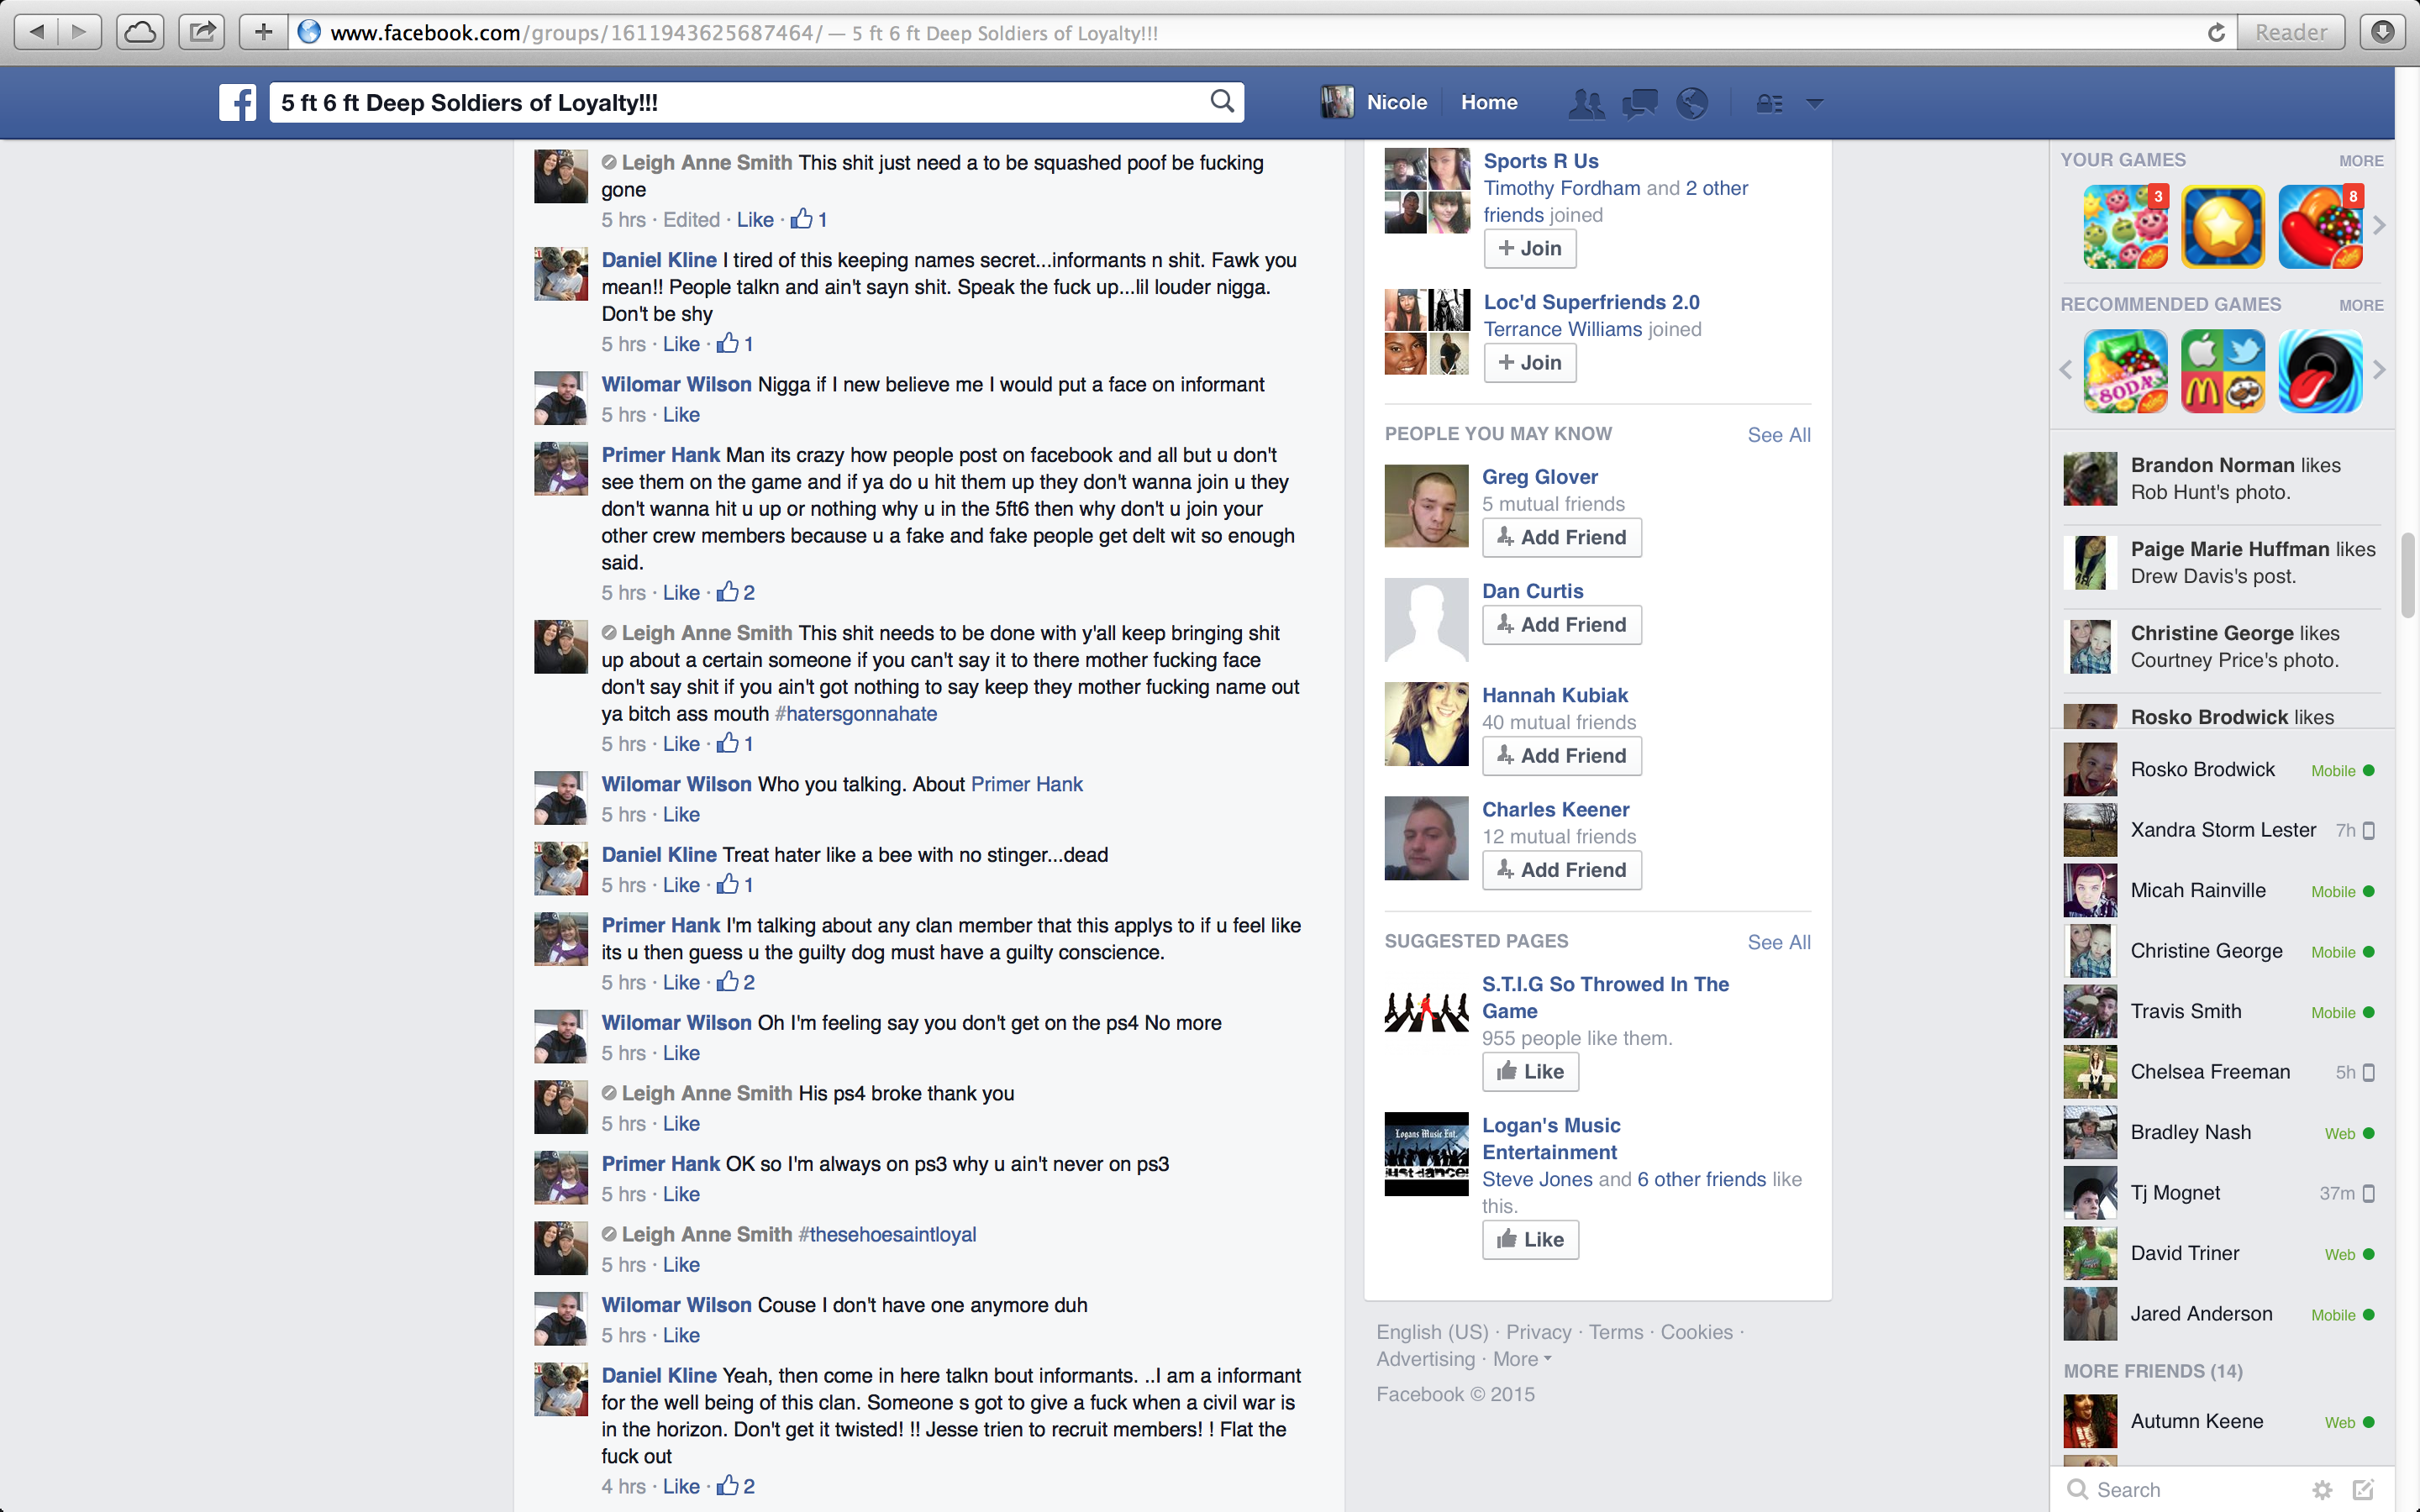 www.facebook.com/groups/1611943625687464/ — 5 ft 6 ft Deep Soldiers of Loyalty!!!
Reader
5 ft 6 ft Deep Soldiers of Loyalty!!!
Nicole
Home
Leigh Anne Smith This shit just need a to be squashed poof be fucking
gone
5 hrs · Edited · Like · 1
Daniel Kline I tired of this keeping names secret...informants n shit. Fawk you
mean!! People talkn and ain't sayn shit. Speak the fuck up...lil louder nigga.
Don't be shy
5 hrs · Like · 1
Wilomar Wilson Nigga if I new believe me I would put a face on informant
5 hrs · Like
Primer Hank Man its crazy how people post on facebook and all but u don't
see them on the game and if ya do u hit them up they don't wanna join u they
don't wanna hit u up or nothing why u in the 5ft6 then why don't u join your
other crew members because u a fake and fake people get delt wit so enough
said.
5 hrs · Like · 2
Leigh Anne Smith This shit needs to be done with y'all keep bringing shit
up about a certain someone if you can't say it to there mother fucking face
don't say shit if you ain't got nothing to say keep they mother fucking name out
ya bitch ass mouth #hatersgonnahate
5 hrs · Like · 1
Wilomar Wilson Who you talking. About Primer Hank
5 hrs · Like
Daniel Kline Treat hater like a bee with no stinger...dead
5 hrs · Like · 1
Primer Hank I'm talking about any clan member that this applys to if u feel like
its u then guess u the guilty dog must have a guilty conscience.
5 hrs · Like · 2
Wilomar Wilson Oh I'm feeling say you don't get on the ps4 No more
5 hrs · Like
Leigh Anne Smith His ps4 broke thank you
5 hrs · Like
Primer Hank OK so I'm always on ps3 why u ain't never on ps3
5 hrs · Like
Leigh Anne Smith #thesehoesaintloyal
5 hrs · Like
Wilomar Wilson Couse I don't have one anymore duh
5 hrs · Like
Daniel Kline Yeah, then come in here talkn bout informants. ..I am a informant
for the well being of this clan. Someone s got to give a fuck when a civil war is
in the horizon. Don't get it twisted! !! Jesse trien to recruit members! ! Flat the
fuck out
4 hrs · Like · 2
Sports R Us
Timothy Fordham and 2 other
friends joined
+ Join
Loc'd Superfriends 2.0
Terrance Williams joined
+ Join
PEOPLE YOU MAY KNOW
See All
Greg Glover
5 mutual friends
Add Friend
Dan Curtis
Add Friend
Hannah Kubiak
40 mutual friends
Add Friend
Charles Keener
12 mutual friends
Add Friend
SUGGESTED PAGES
See All
S.T.I.G So Throwed In The
Game
955 people like them.
Like
Logans Music Ent.
just dance
Logan's Music
Entertainment
Steve Jones and 6 other friends like
this.
Like
English (US) · Privacy · Terms · Cookies ·
Advertising · More
Facebook © 2015
YOUR GAMES
MORE
3
8
RECOMMENDED GAMES
MORE
SODA
Brandon Norman likes
Rob Hunt's photo.
Paige Marie Huffman likes
Drew Davis's post.
Christine George likes
Courtney Price's photo.
Rosko Brodwick likes
Rosko Brodwick Mobile
Xandra Storm Lester 7h
Micah Rainville Mobile
Christine George Mobile
Travis Smith Mobile
Chelsea Freeman 5h
Bradley Nash Web
Tj Mognet 37m
David Triner Web
Jared Anderson Mobile
MORE FRIENDS (14)
Autumn Keene Web
Search